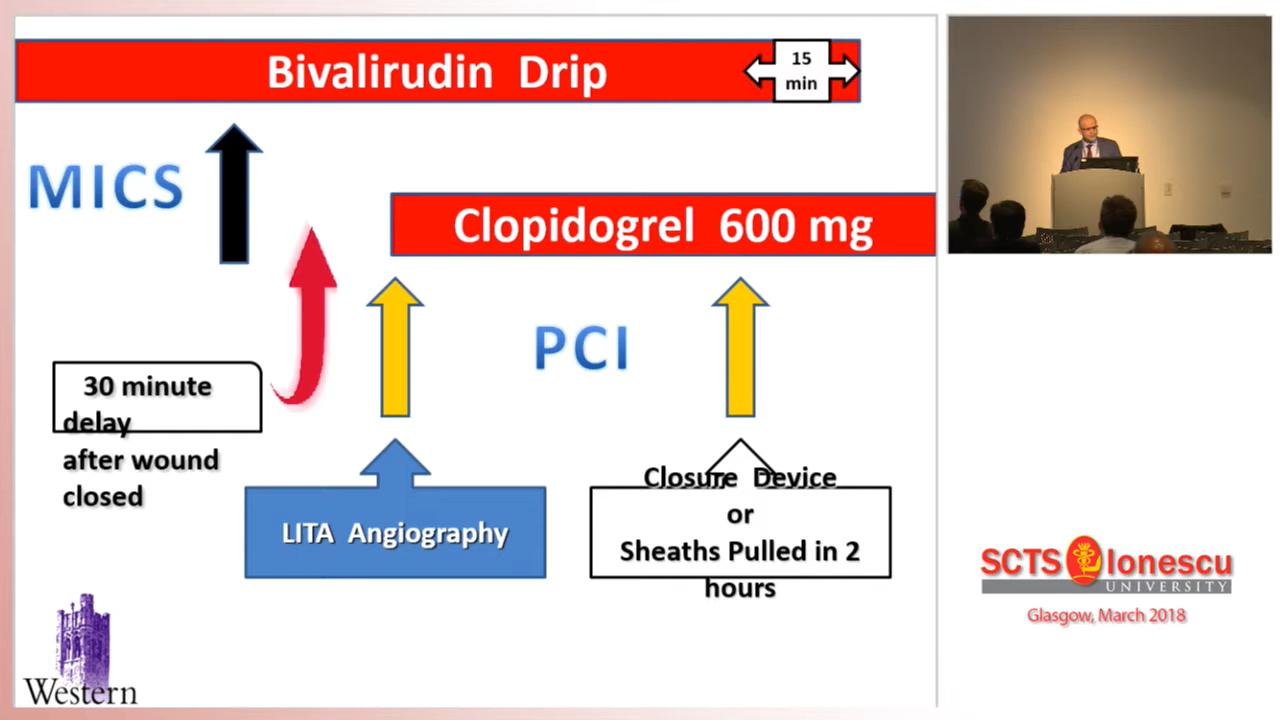 Bivalirudin Drip
15
min
MICS
Clopidogrel 600 mg
PCI
30 minute
delay
after wound
closed
LITA Angiography
Closure Device
or
Sheaths Pulled in 2
hours
Western
SCTS Ionescu
UNIVERSITY
Glasgow, March 2018